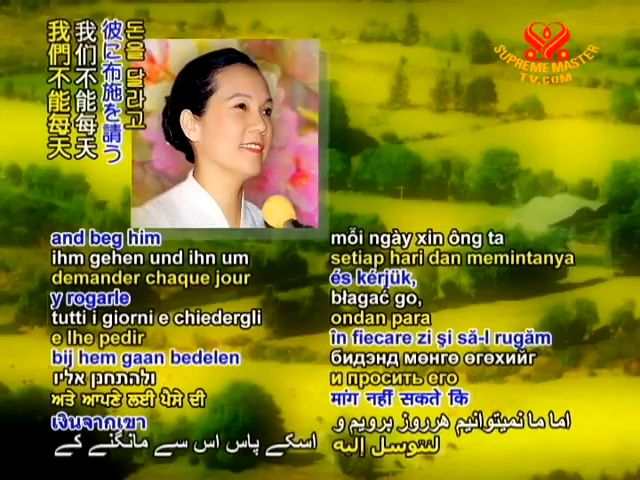 돈을 달라고
彼に布施を請う
我们不能每天
我們不能每天
SUPREME MASTER
TV.COM
and beg him
ihm gehen und ihn um
demander chaque jour
y rogarle
tutti i giorni e chiedergli
e lhe pedir
bij hem gaan bedelen
ולהתחנן אליו
ਅਤੇ ਆਪਣੇ ਲਈ ਪੈਸੇ ਦੀ
เงินจากเขา
اسکے پاس اس سے مانگنے کے
mỗi ngày xin ông ta
setiap hari dan memintanya
és kérjük,
błagać go,
ondan para
în fiecare zi şi să-l rugăm
бидэнд мөнгө өгөхийг
и просить его
मांग नहीं सकते कि
اما ما نمیتوانیم هرروز برویم و
لنتوسل إليه